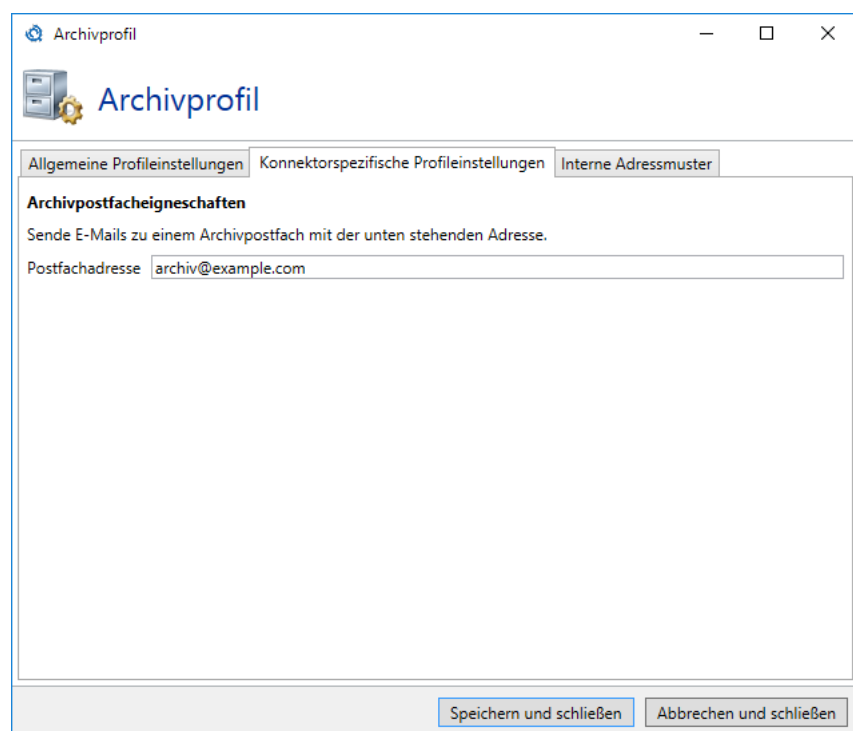 Archivprofil
Archivprofil
Allgemeine Profileinstellungen Konnektorspezifische Profileinstellungen Interne Adressmuster
Archivpostfacheigneschaften
Sende E-Mails zu einem Archivpostfach mit der unten stehenden Adresse.
Postfachadresse archiv@example.com
Speichern und schließen Abbrechen und schließen